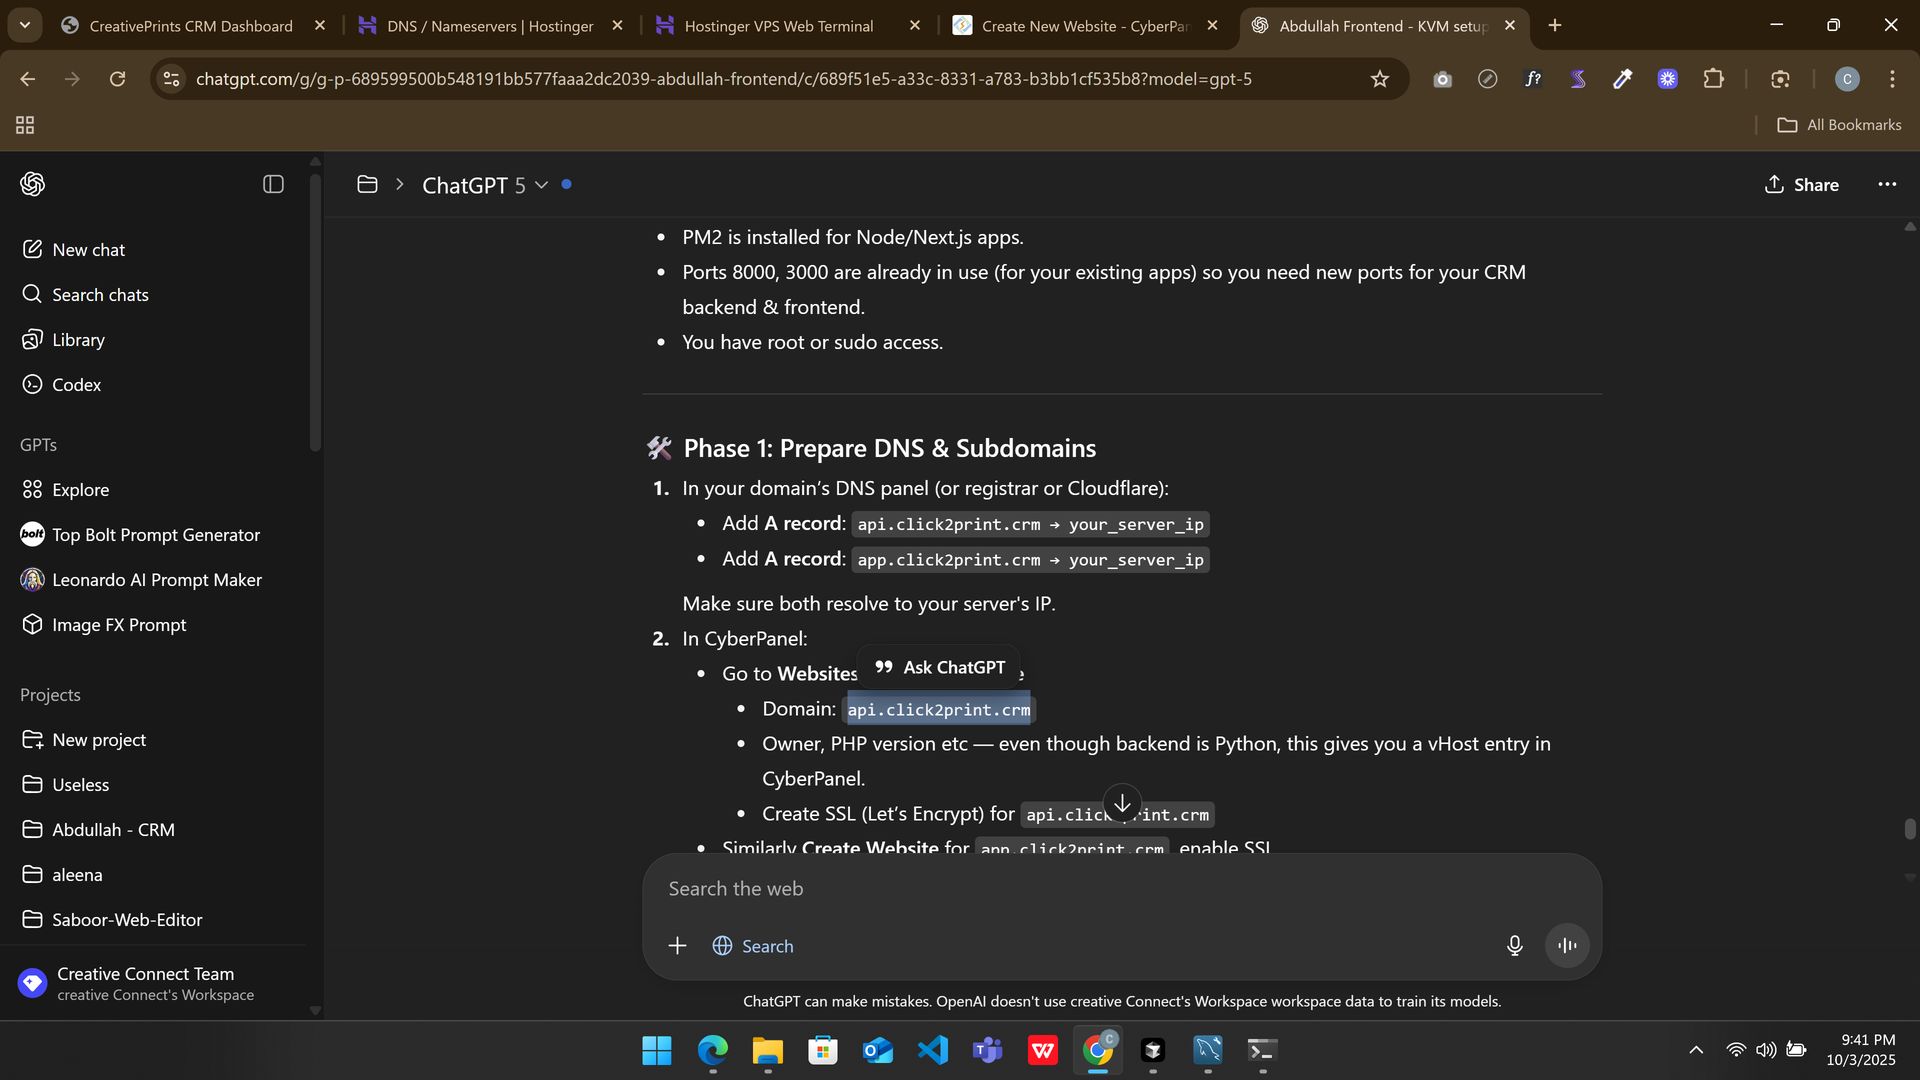 CreativePrints CRM Dashboard
DNS / Nameservers | Hostinger
Hostinger VPS Web Terminal
Create New Website - CyberPan
Abdullah Frontend - KVM setup
chatgpt.com/g/g-p-689599500b548191bb577faaa2dc2039-abdullah-frontend/c/689f51e5-a33c-8331-a783-b3bb1cf535b8?model=gpt-5
f?
C
All Bookmarks
ChatGPT 5
Share
New chat
Search chats
Library
Codex
GPTs
Explore
bolt
Top Bolt Prompt Generator
Leonardo AI Prompt Maker
Image FX Prompt
Projects
New project
Useless
Abdullah - CRM
aleena
Saboor-Web-Editor
Creative Connect Team
creative Connect's Workspace
• PM2 is installed for Node/Next.js apps.
• Ports 8000, 3000 are already in use (for your existing apps) so you need new ports for your CRM
backend & frontend.
• You have root or sudo access.
🛠️ Phase 1: Prepare DNS & Subdomains
1. In your domain’s DNS panel (or registrar or Cloudflare):
• Add A record: api.click2print.crm → your_server_ip
• Add A record: app.click2print.crm → your_server_ip
Make sure both resolve to your server's IP.
2. In CyberPanel:
• Go to Websites
Ask ChatGPT
• Domain: api.click2print.crm
• Owner, PHP version etc — even though backend is Python, this gives you a vHost entry in
CyberPanel.
• Create SSL (Let’s Encrypt) for api.click2print.crm
• Similarly Create Website for app.click2print.crm, enable SSL
Search the web
Search
ChatGPT can make mistakes. OpenAI doesn't use creative Connect's Workspace workspace data to train its models.
C
9:41 PM
10/3/2025